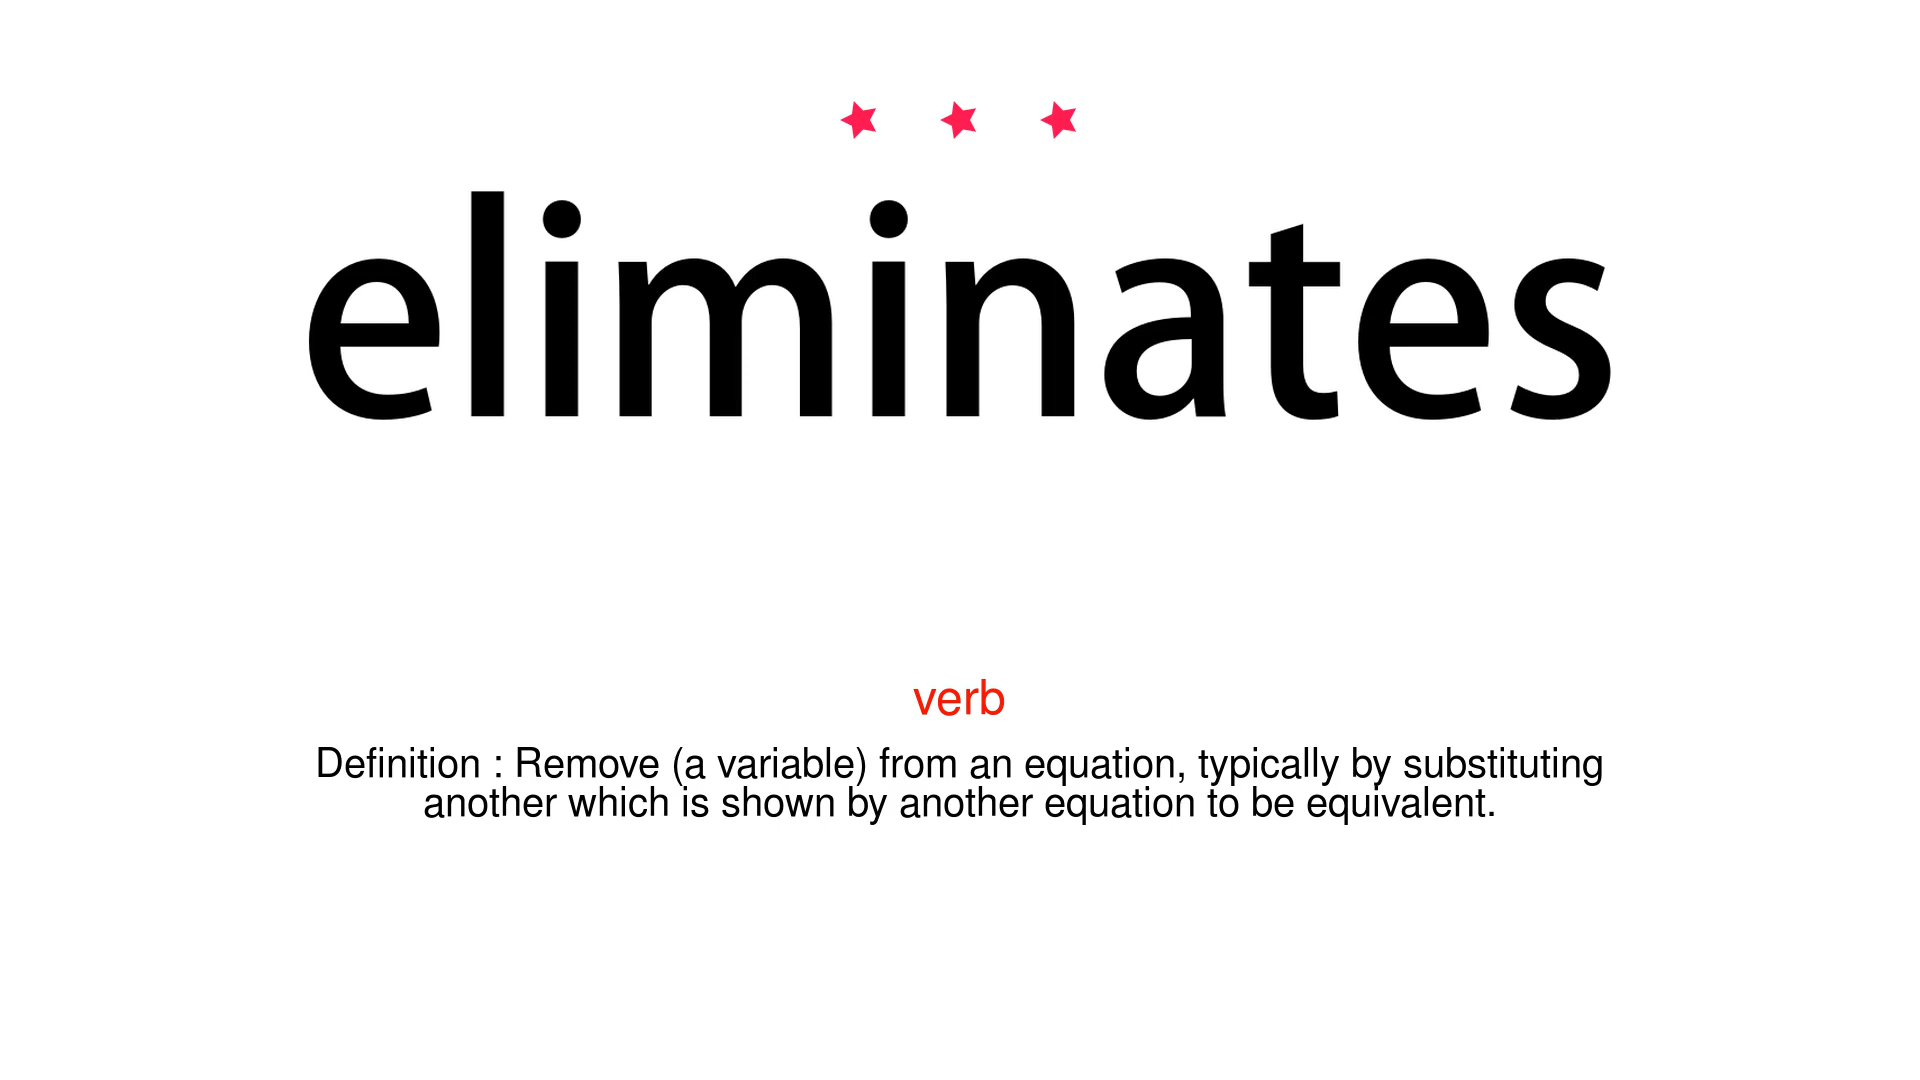 eliminates
verb
Definition : Remove (a variable) from an equation, typically by substituting
another which is shown by another equation to be equivalent.